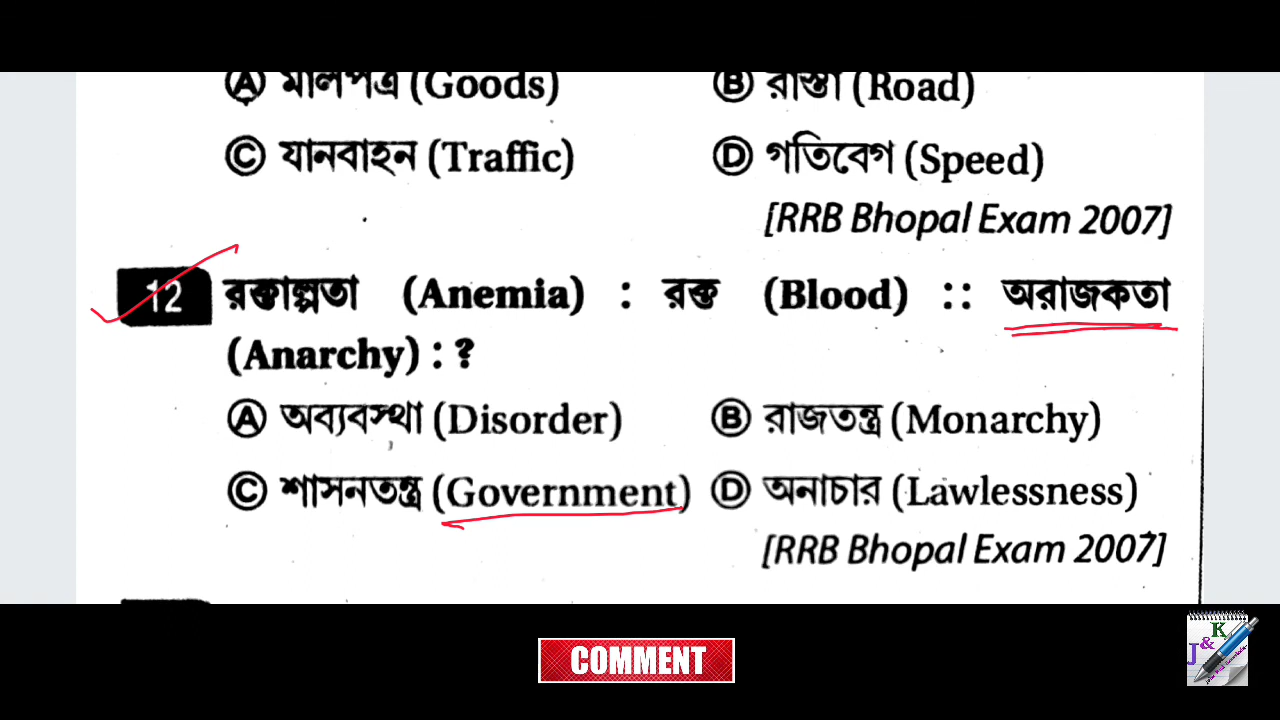 Ⓐ মালপত্র (Goods) Ⓑ রাস্তা (Road)
Ⓒ যানবাহন (Traffic) Ⓓ গতিবেগ (Speed)
[RRB Bhopal Exam 2007]
12 রক্তাল্পতা (Anemia) : রক্ত (Blood) :: অরাজকতা
(Anarchy) : ?
Ⓐ অব্যবস্থা (Disorder) Ⓑ রাজতন্ত্র (Monarchy)
Ⓒ শাসনতন্ত্র (Government) Ⓓ অনাচার (Lawlessness)
[RRB Bhopal Exam 2007]
COMMENT
J&K